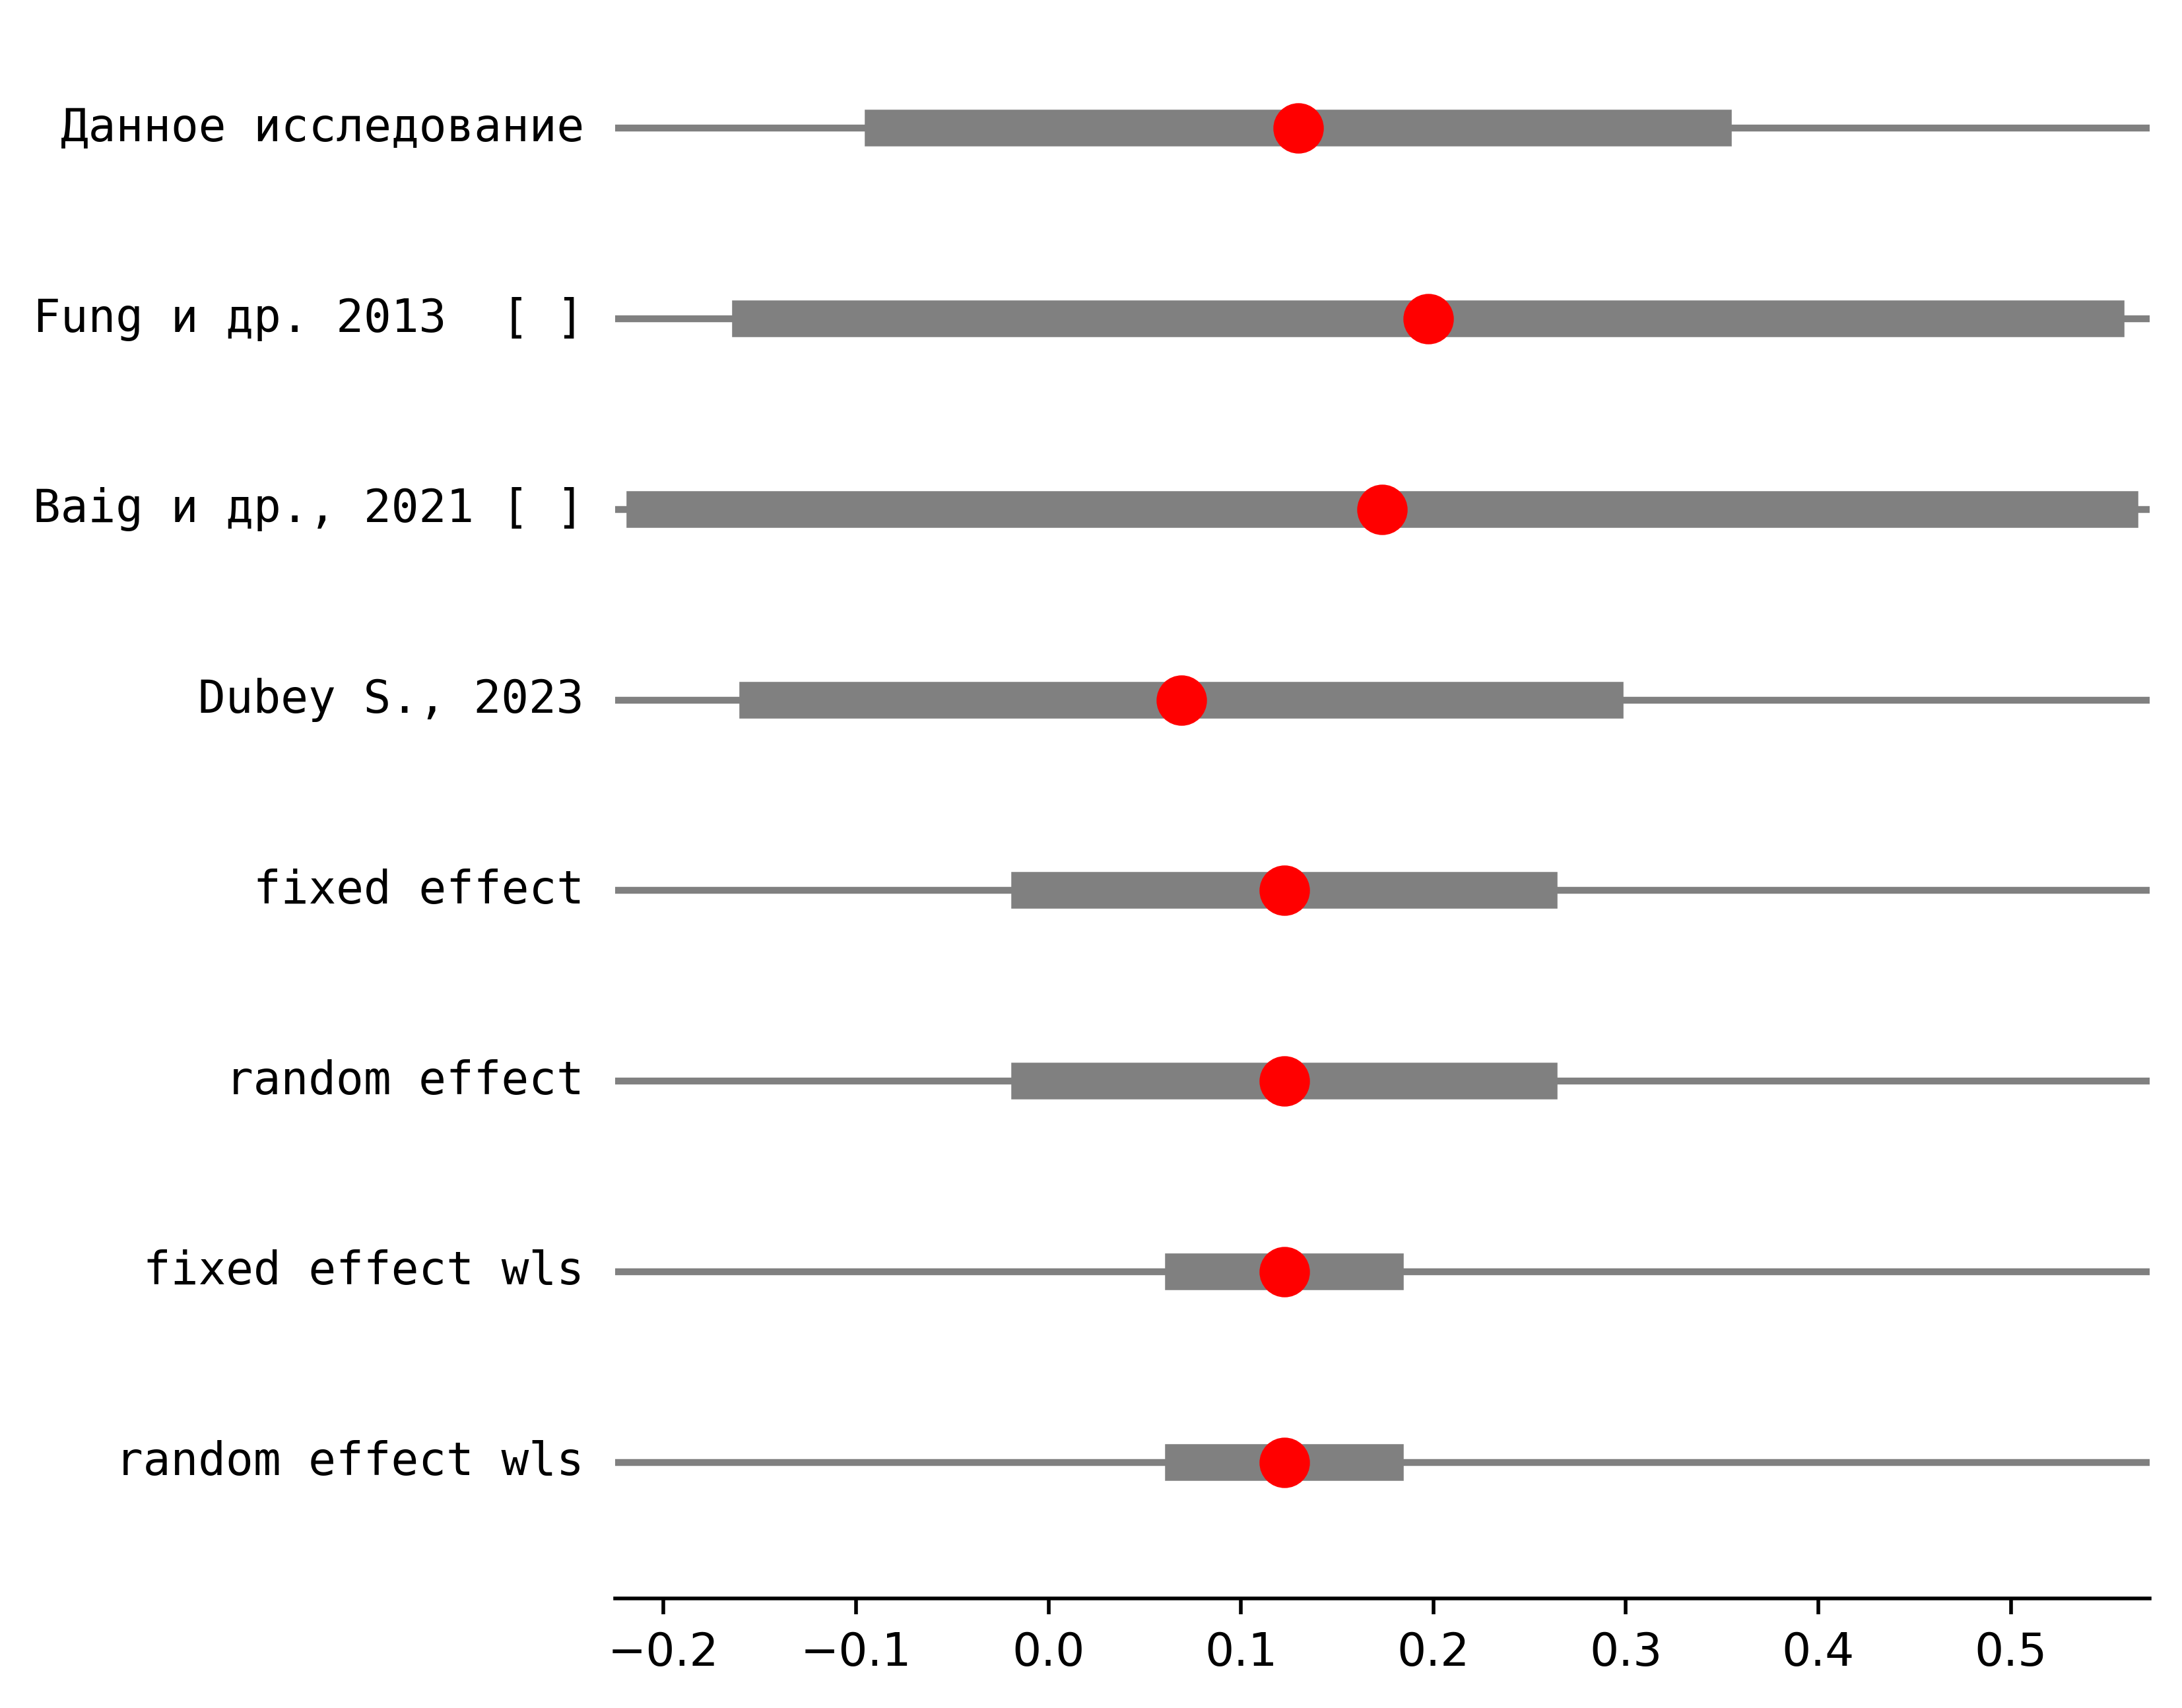 Данное исследование
Fung и др. 2013  [ ]
Baig и др., 2021 [ ]
Dubey S., 2023
fixed effect
random effect
fixed effect wls
random effect wls
−0.2 −0.1 0.0 0.1 0.2 0.3 0.4 0.5